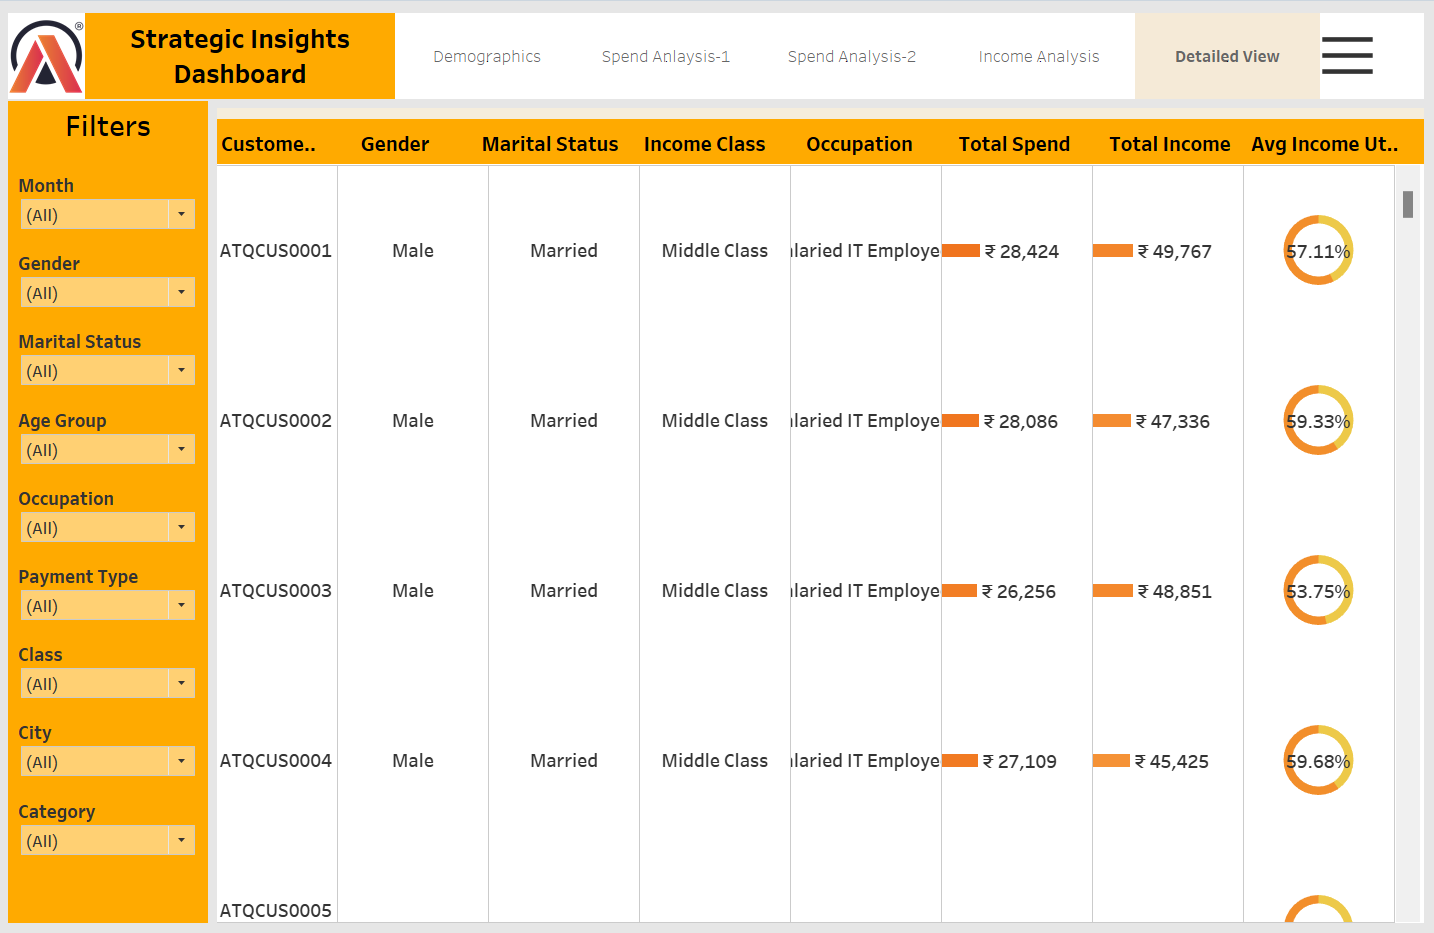 ®
Strategic Insights
Dashboard
Demographics
Spend Anlaysis-1
Spend Analysis-2
Income Analysis
Detailed View
Filters
Month
(All)
Gender
(All)
Marital Status
(All)
Age Group
(All)
Occupation
(All)
Payment Type
(All)
Class
(All)
City
(All)
Category
(All)
Custome.. Gender Marital Status Income Class Occupation Total Spend Total Income Avg Income Ut..
ATQCUS0001 Male Married Middle Class alaried IT Employe ₹ 28,424 ₹ 49,767 57.11%
ATQCUS0002 Male Married Middle Class alaried IT Employe ₹ 28,086 ₹ 47,336 59.33%
ATQCUS0003 Male Married Middle Class alaried IT Employe ₹ 26,256 ₹ 48,851 53.75%
ATQCUS0004 Male Married Middle Class alaried IT Employe ₹ 27,109 ₹ 45,425 59.68%
ATQCUS0005